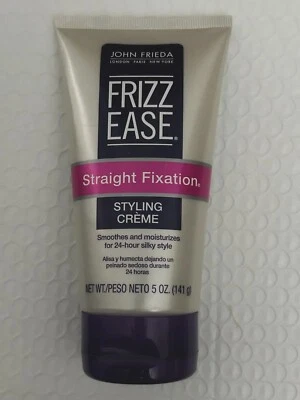 JOHN FRIEDA
LONDON PARIS NEW YORK
FRIZZ
EASE®
Straight Fixation®
STYLING
CRÈME
Smoothes and moisturizes
for 24-hour silky style
Alisa y humecta dejando un
peinado sedoso durante
24 horas
NET WT/PESO NETO 5 OZ. (141 g)